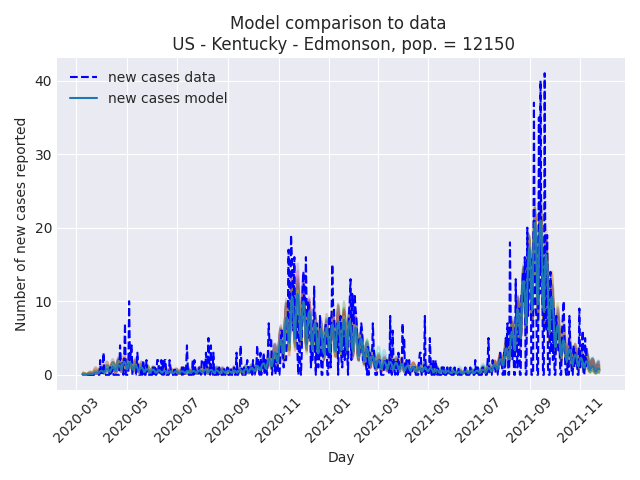 Model comparison to data
US - Kentucky - Edmonson, pop. = 12150
new cases data
new cases model
Number of new cases reported
40
30
20
10
0
2020-03
2020-05
2020-07
2020-09
2020-11
2021-01
2021-03
2021-05
2021-07
2021-09
2021-11
Day